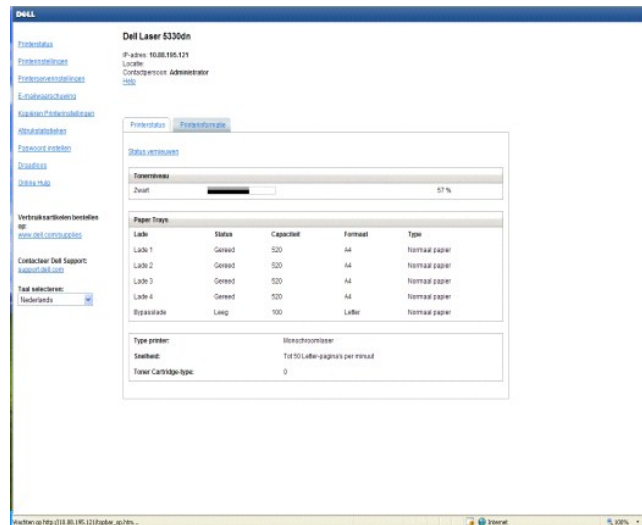 DELL
Dell Laser 5330dn
IP-adres: 10.88.195.121
Locatie:
Contactpersoon: Administrator
Help
Printerstatus
Printerinstellingen
Printerserverinstellingen
E-mailwaarschuwing
Kopiëren Printerinstellingen
Afdrukstatistieken
Paswoord instellen
Draadloos
Online Hulp
Verbruiksartikelen bestellen
op:
www.dell.com/supplies
Contacteer Dell Support:
support.dell.com
Taal selecteren:
Nederlands
Printerstatus Printerinformatie
Status vernieuwen
Tonerniveau
Zwart 57 %
Paper Trays
Lade Status Capaciteit Formaat Type
Lade 1 Gereed 520 A4 Normaal papier
Lade 2 Gereed 520 A4 Normaal papier
Lade 3 Gereed 520 A4 Normaal papier
Lade 4 Gereed 520 A4 Normaal papier
Bypasslade Leeg 100 Letter Normaal papier
Type printer: Monochroomlaser
Snelheid: Tot 50 Letter-pagina's per minuut
Toner Cartridge-type: 0
Internet 100%